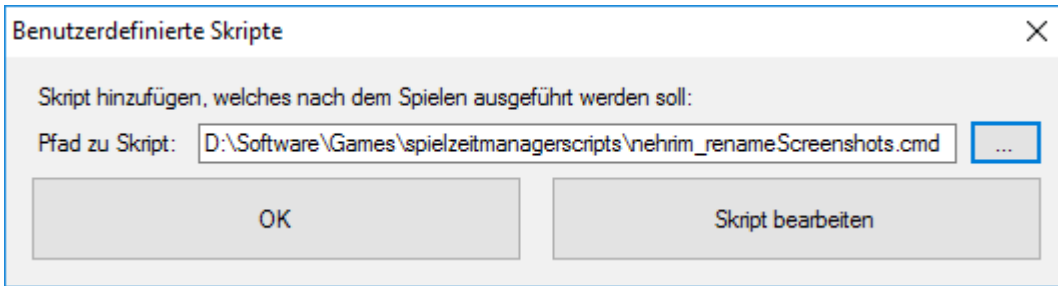 Benutzerdefinierte Skripte
Skript hinzufügen, welches nach dem Spielen ausgeführt werden soll:
Pfad zu Skript: D:\Software\Games\spielzeitmanagerscripts\nehrim_renameScreenshots.cmd ...
OK Skript bearbeiten